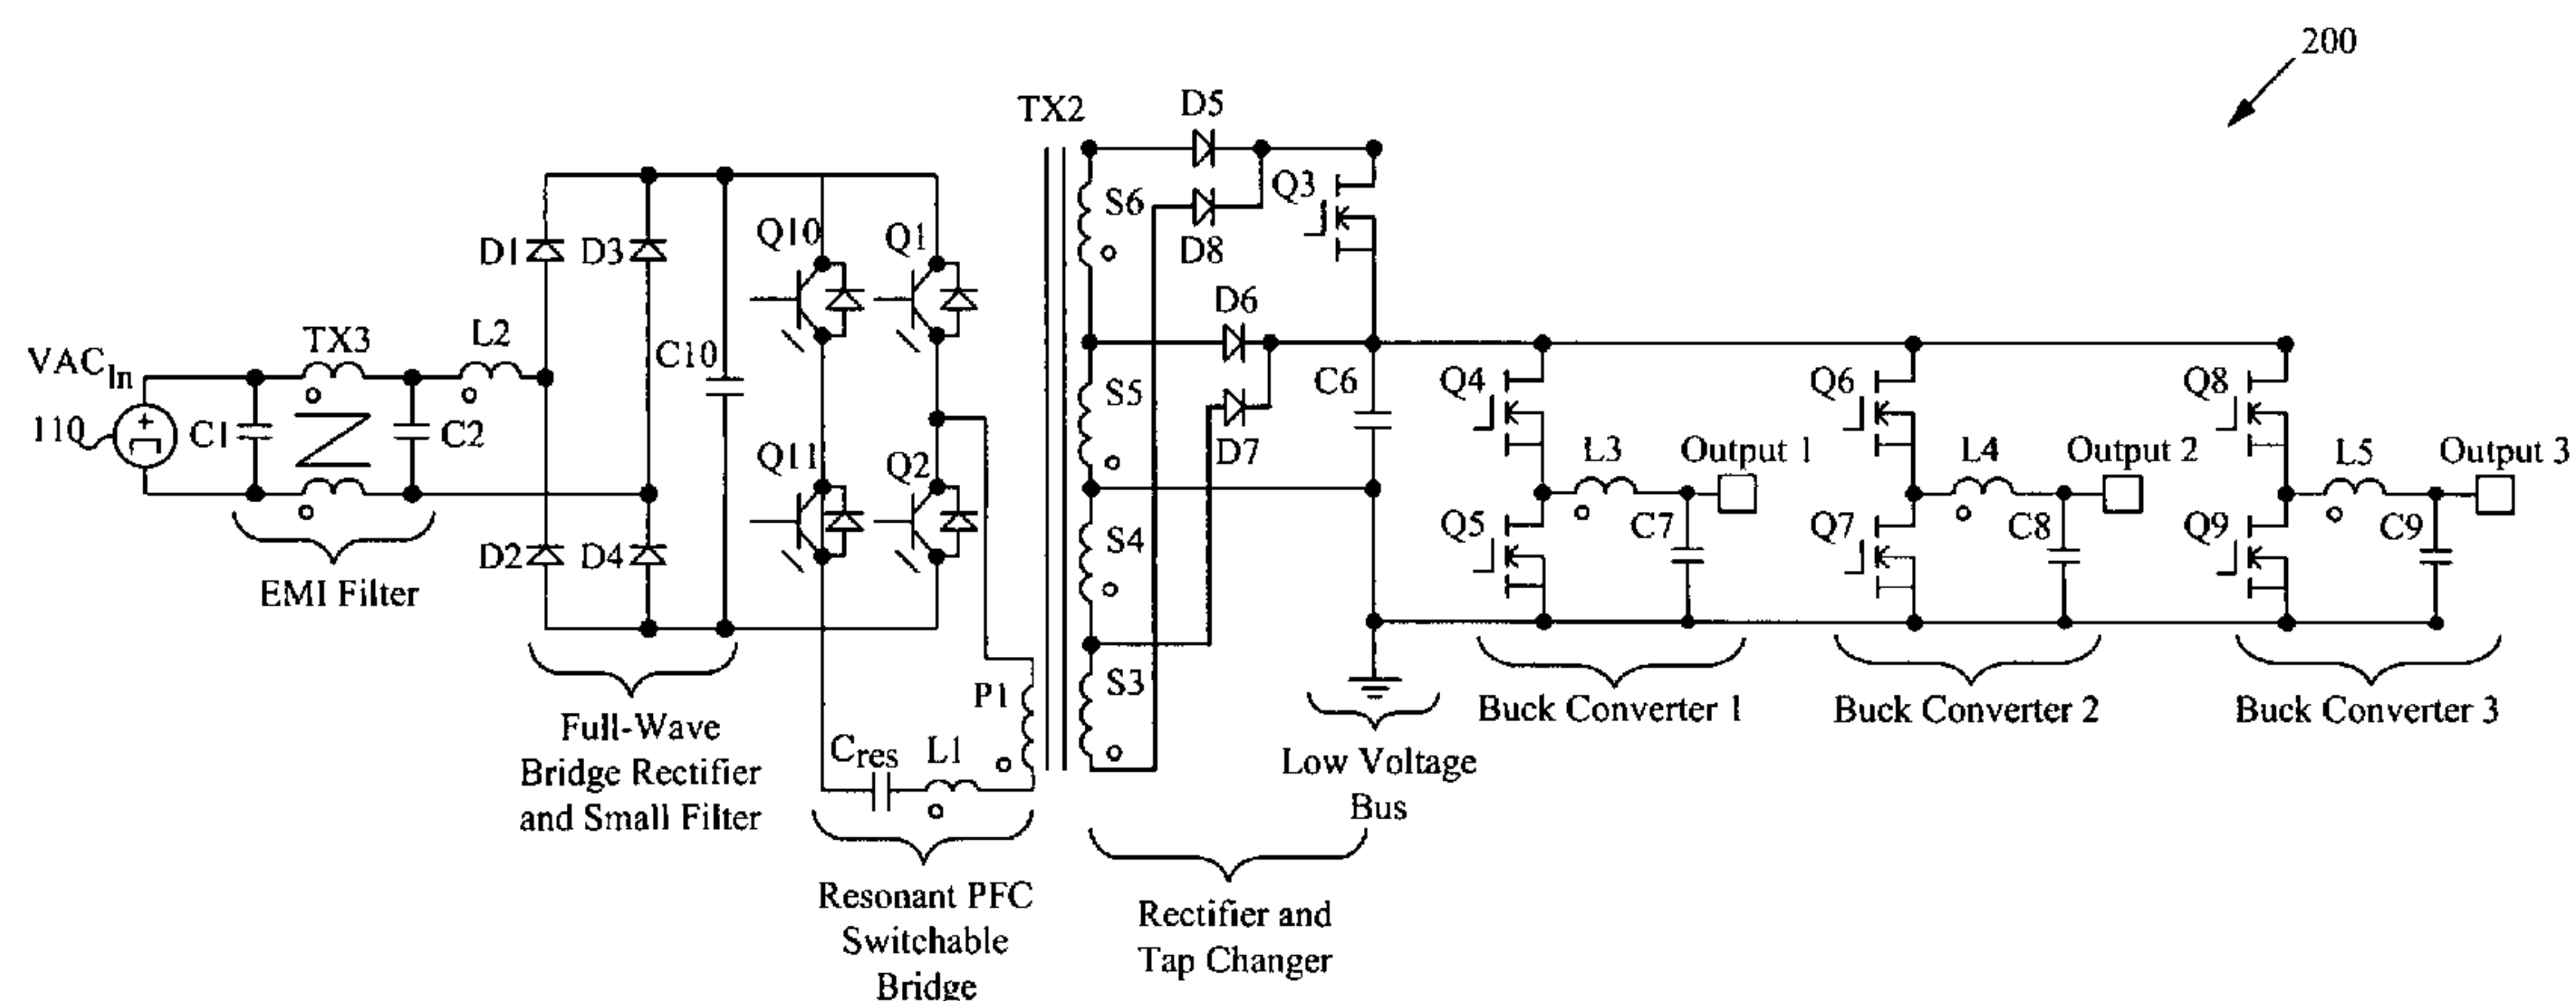 200
TX2
D5
Q3
S6
D8
Q10
Q1
D1
D3
D6
TX3
L2
VAC In
C10
C6
Q4
Q6
Q8
S5
110
C1
C2
D7
L3
Output 1
L4
Output 2
L5
Output 3
Q11
Q2
Q5
C7
Q7
C8
Q9
C9
S4
D2
D4
EMI Filter
S3
P1
Buck Converter 1
Buck Converter 2
Buck Converter 3
Full-Wave
Bridge Rectifier
and Small Filter
Cres
L1
Low Voltage
Bus
Resonant PFC
Switchable
Bridge
Rectifier and
Tap Changer